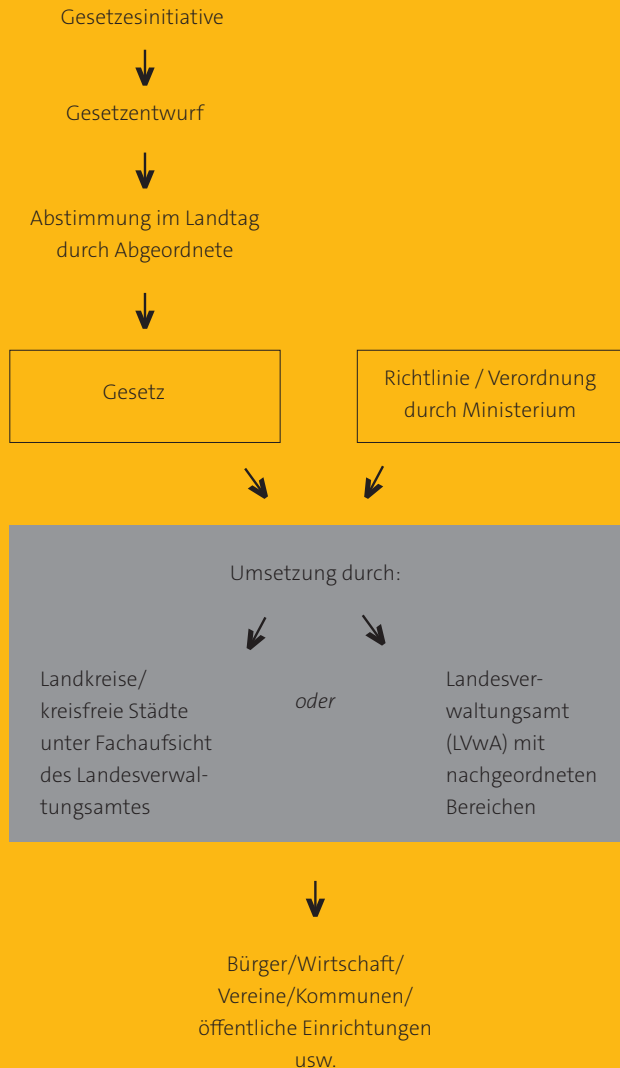 Gesetzesinitiative
Gesetzentwurf
Abstimmung im Landtag
durch Abgeordnete
Gesetz
Richtlinie / Verordnung
durch Ministerium
Umsetzung durch:
Landkreise/
kreisfreie Städte
unter Fachaufsicht
des Landesverwal-
tungsamtes
oder
Landesver-
waltungsamt
(LVwA) mit
nachgeordneten
Bereichen
Bürger/Wirtschaft/
Vereine/Kommunen/
öffentliche Einrichtungen
usw.